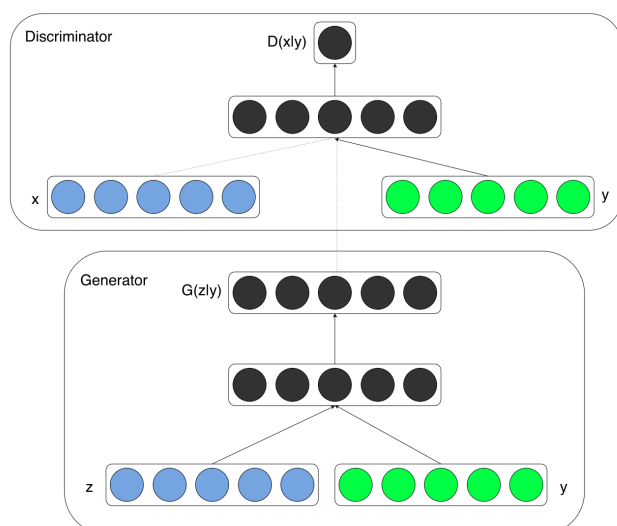 Discriminator
D(x|y)
x
y
Generator
G(z|y)
z
y